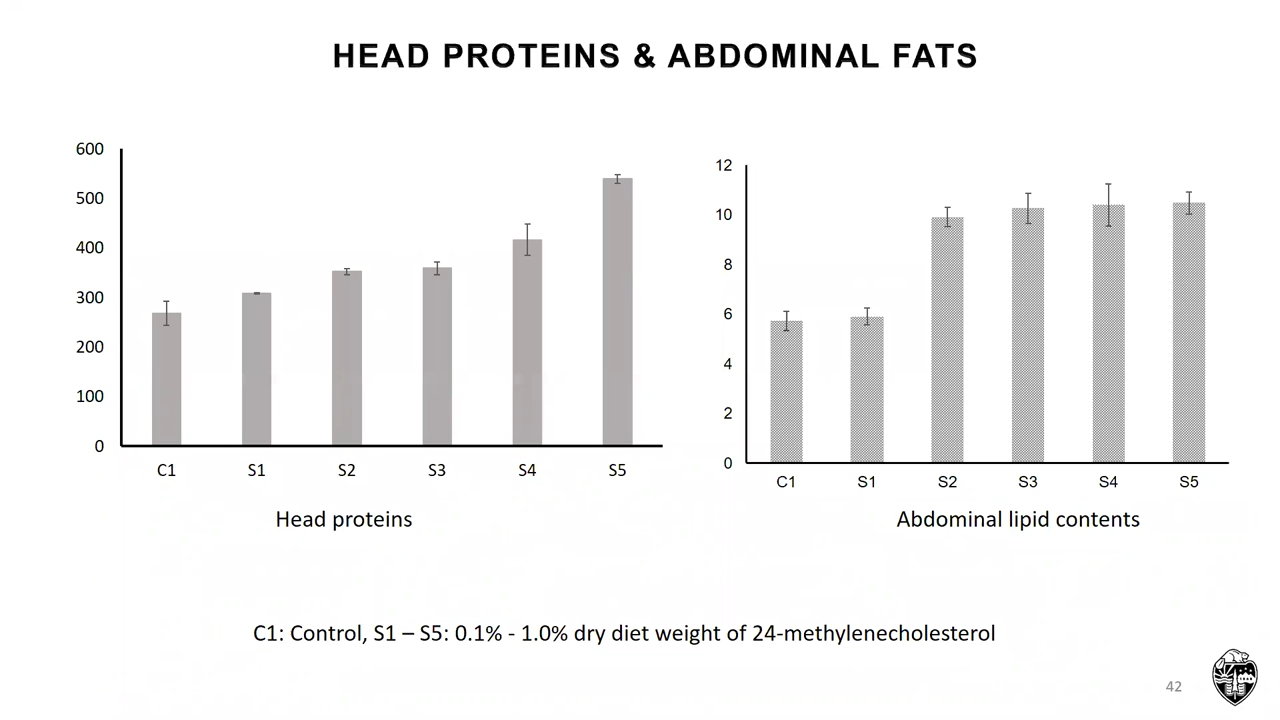 HEAD PROTEINS & ABDOMINAL FATS
600
500
400
300
200
100
0
C1 S1 S2 S3 S4 S5
Head proteins
12
10
8
6
4
2
0
C1 S1 S2 S3 S4 S5
Abdominal lipid contents
C1: Control, S1 – S5: 0.1% - 1.0% dry diet weight of 24-methylenecholesterol
42